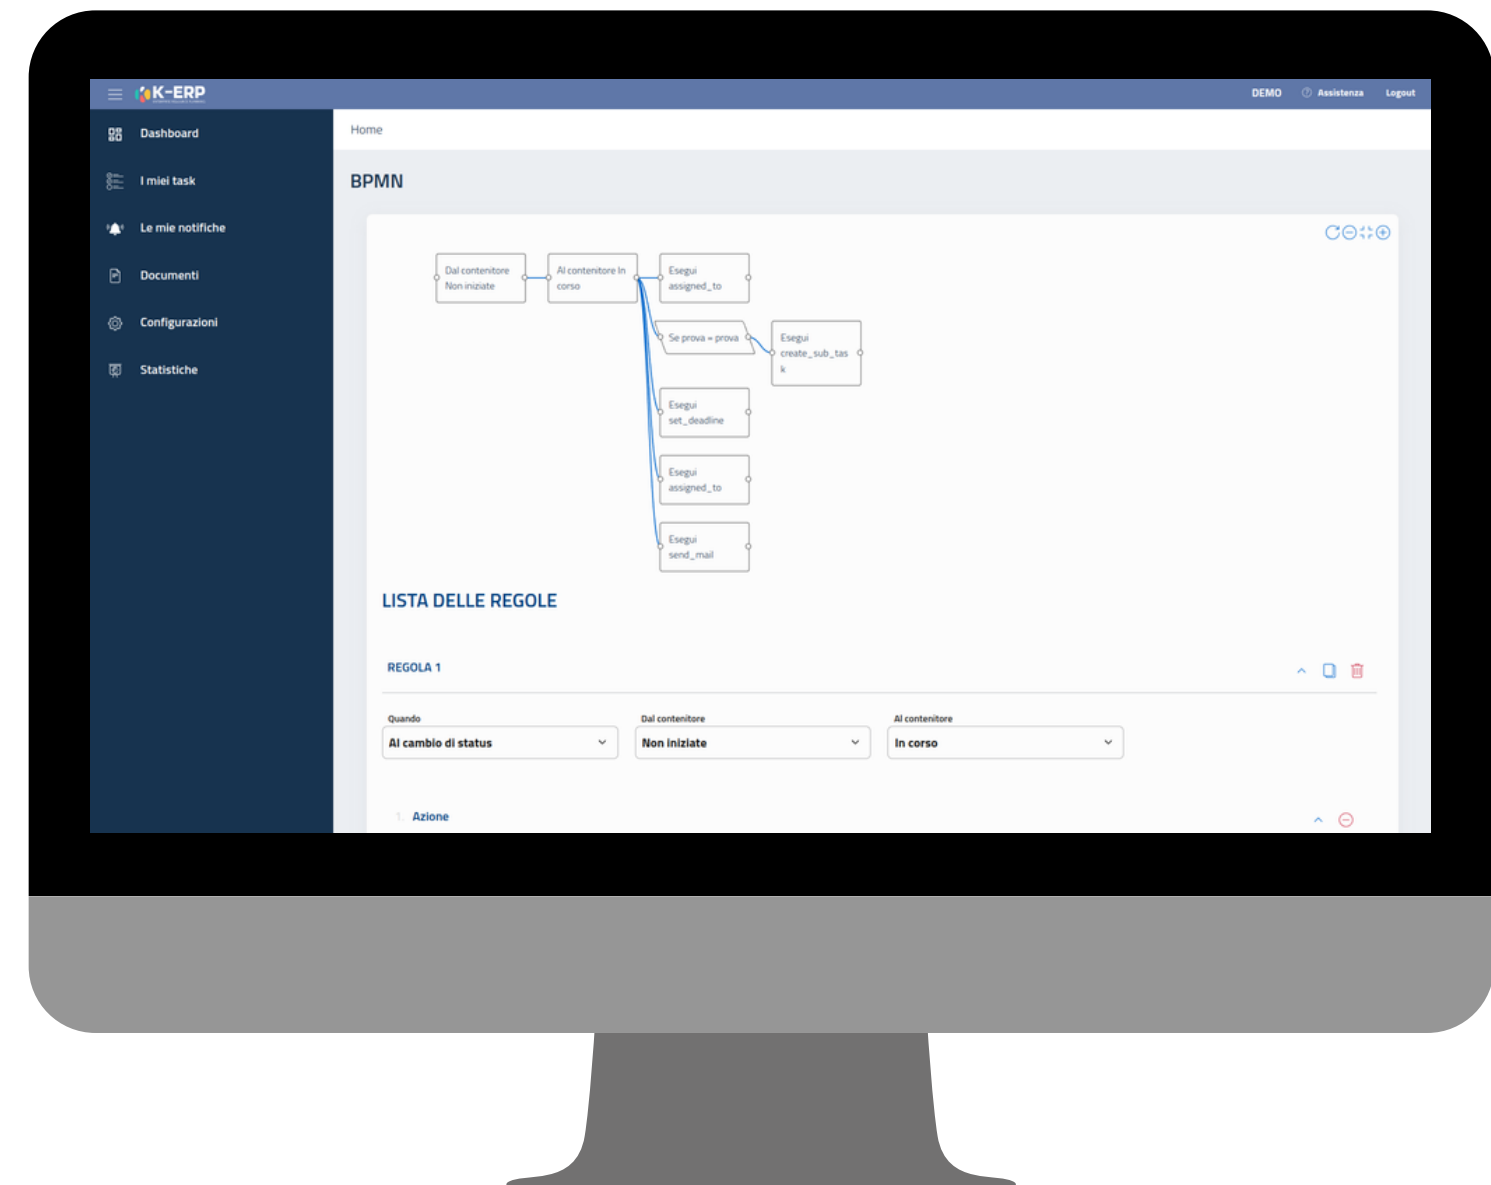 K-ERP
DEMO
Assistenza
Logout
Dashboard
I miei task
Le mie notifiche
Documenti
Configurazioni
Statistiche
Home
BPMN
Dal contenitore
Non iniziate
Al contenitore In
corso
Esegui
assigned_to
Se prova = prova
Esegui
create_sub_tas
k
Esegui
set_deadline
Esegui
assigned_to
Esegui
send_mail
LISTA DELLE REGOLE
REGOLA 1
Quando
Dal contenitore
Al contenitore
Al cambio di status
Non iniziate
In corso
1. Azione